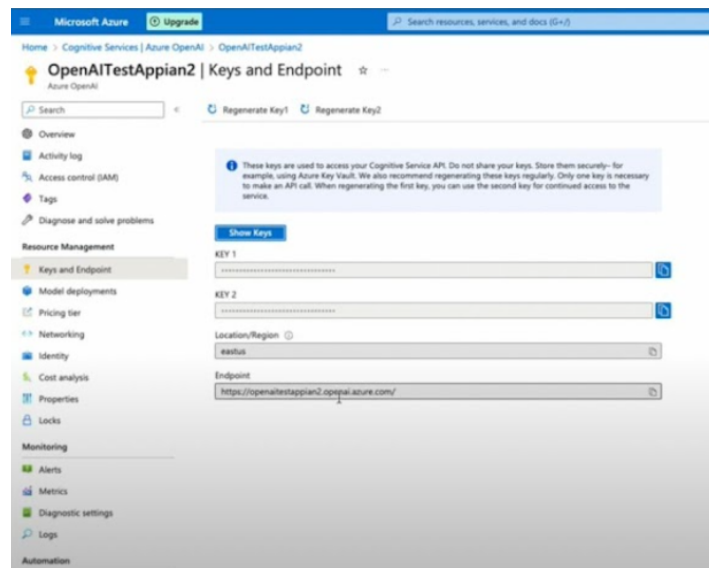 Microsoft Azure
Upgrade
Search resources, services, and docs (G+/)
Home > Cognitive Services | Azure OpenAI > OpenAITestAppian2
OpenAITestAppian2 | Keys and Endpoint
Azure OpenAI
Search
Regenerate Key1
Regenerate Key2
Overview
Activity log
Access control (IAM)
Tags
Diagnose and solve problems
Resource Management
Keys and Endpoint
Model deployments
Pricing tier
Networking
Identity
Cost analysis
Properties
Locks
Monitoring
Alerts
Metrics
Diagnostic settings
Logs
Automation
These keys are used to access your Cognitive Service API. Do not share your keys. Store them securely– for
example, using Azure Key Vault. We also recommend regenerating these keys regularly. Only one key is necessary
to make an API call. When regenerating the first key, you can use the second key for continued access to the
service.
Show Keys
KEY 1
KEY 2
Location/Region
eastus
Endpoint
https://openaitestappian2.openai.azure.com/